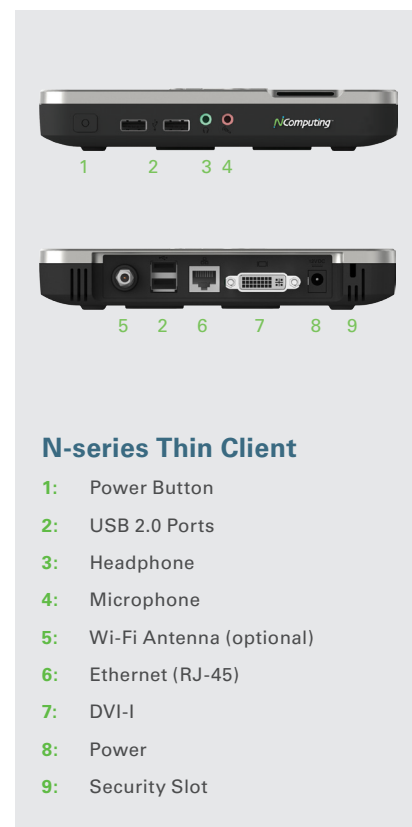 NComputing
1 2 3 4
5 2 6 7 8 9
N-series Thin Client
1: Power Button
2: USB 2.0 Ports
3: Headphone
4: Microphone
5: Wi-Fi Antenna (optional)
6: Ethernet (RJ-45)
7: DVI-I
8: Power
9: Security Slot